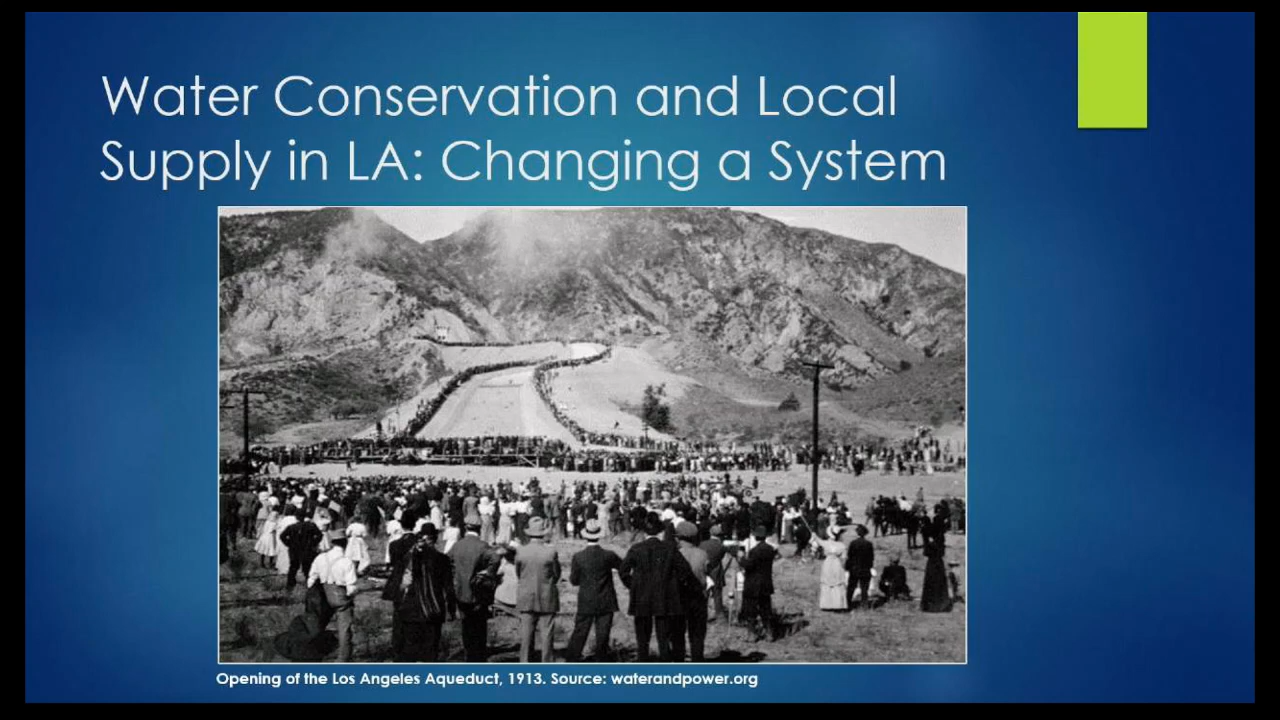 Water Conservation and Local
Supply in LA: Changing a System
Opening of the Los Angeles Aqueduct, 1913. Source: waterandpower.org